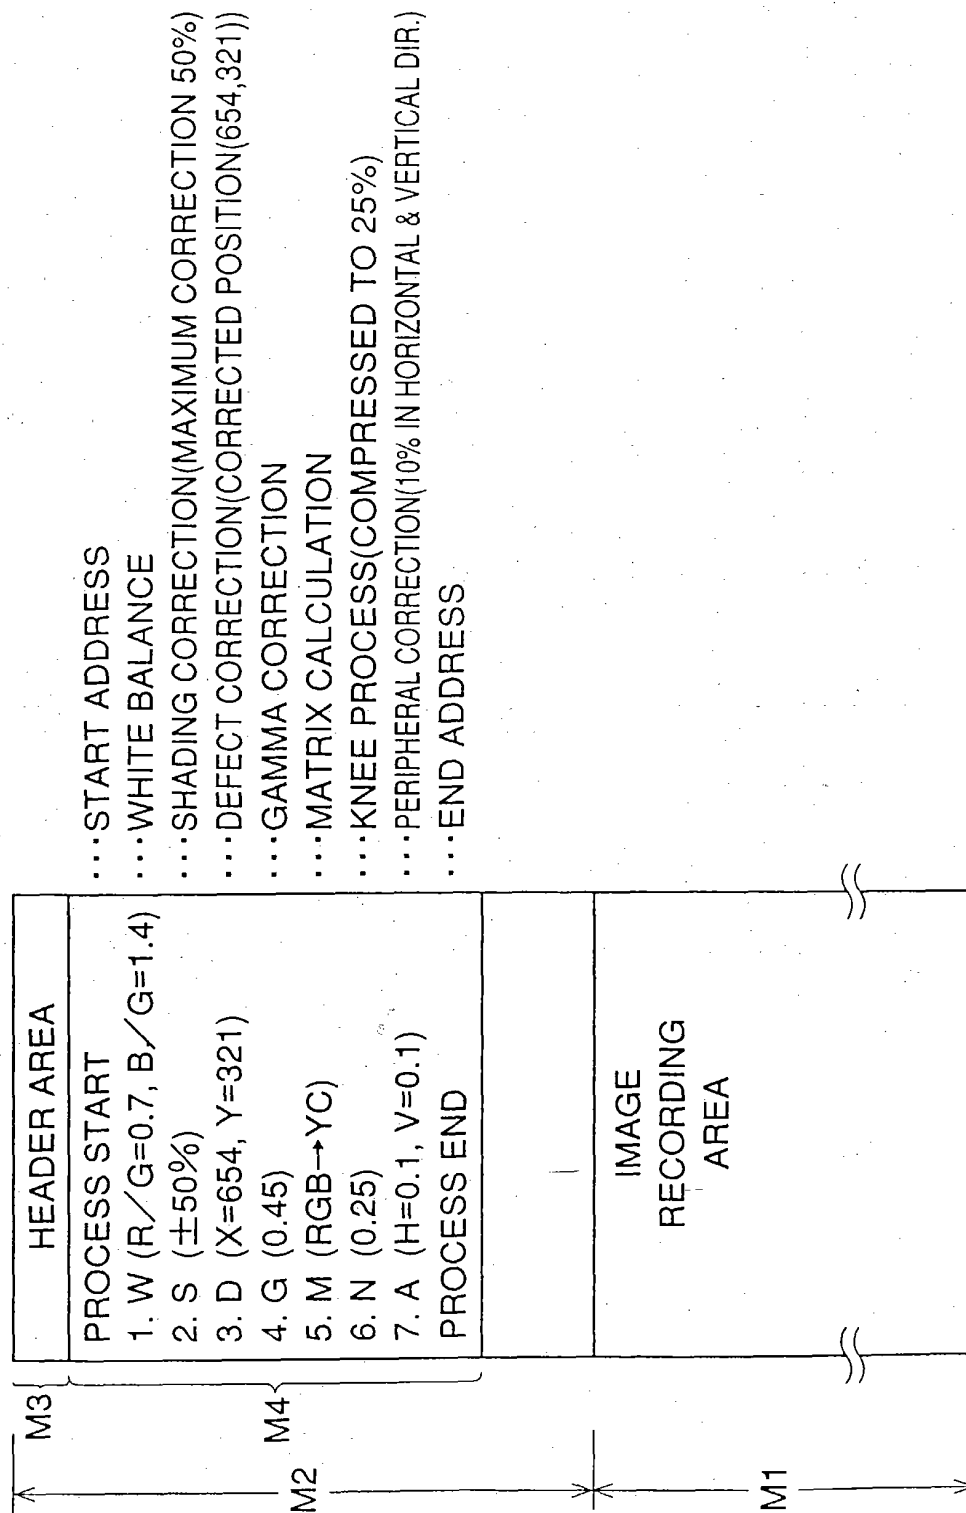 M3
HEADER AREA
M4
PROCESS START ···START ADDRESS
1. W (R/G=0.7, B/G=1.4) ···WHITE BALANCE
2. S (±50%) ···SHADING CORRECTION(MAXIMUM CORRECTION 50%)
3. D (X=654, Y=321) ···DEFECT CORRECTION(CORRECTED POSITION(654,321))
4. G (0.45) ···GAMMA CORRECTION
5. M (RGB→YC) ···MATRIX CALCULATION
6. N (0.25) ···KNEE PROCESS(COMPRESSED TO 25%)
7. A (H=0.1, V=0.1) ···PERIPHERAL CORRECTION(10% IN HORIZONTAL & VERTICAL DIR.)
PROCESS END ···END ADDRESS
M2
IMAGE
RECORDING
AREA
M1